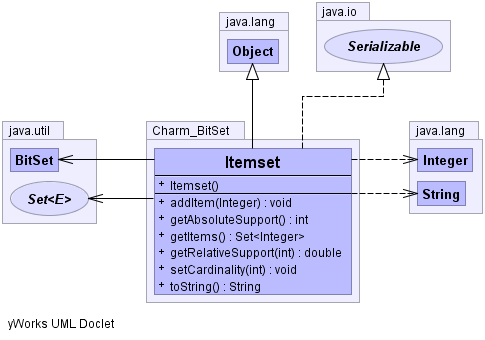 java.lang
Object
java.io
Serializable
java.util
BitSet
Set<E>
Charm_BitSet
Itemset
+ Itemset()
+ addItem(Integer) : void
+ getAbsoluteSupport() : int
+ getItems() : Set<Integer>
+ getRelativeSupport(int) : double
+ setCardinality(int) : void
+ toString() : String
java.lang
Integer
String
yWorks UML Doclet